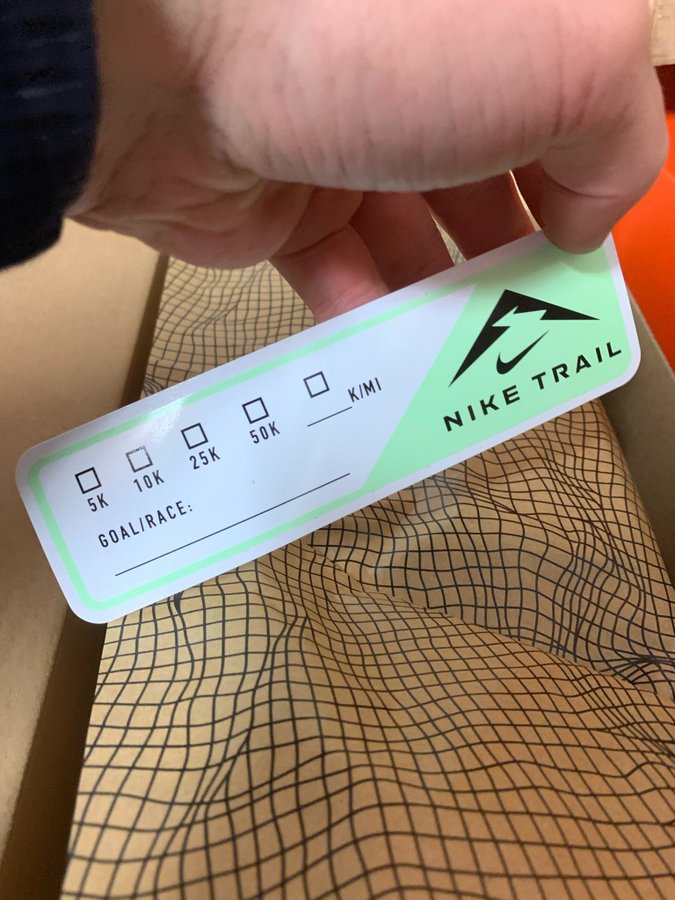 5K 10K 25K 50K K/MI
GOAL/RACE:
NIKE TRAIL